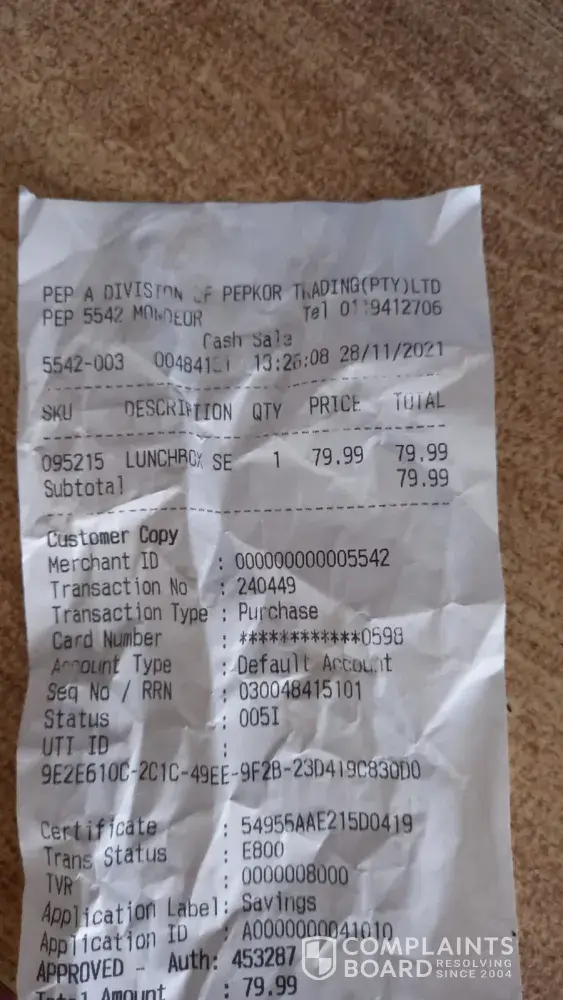 PEP A DIVISION OF PEPKOR TRADING(PTY)LTD
PEP 5542 MONDEOR Tel 0119412706
Cash Sale
5542-003 13:26:08 28/11/2021
SKU DESCRIPTION QTY PRICE TOTAL
095215 LUNCHBOX SE 1 79.99 79.99
Subtotal 79.99
Customer Copy
Merchant ID : 000000000005542
Transaction No : 240449
Transaction Type : Purchase
Card Number : ************0598
Account Type : Default Account
Seq No / RRN : 030048415101
Status : 005I
UTI ID :
9E2E610C-2C1C-49EE-9F2B-23D419C830D0
Certificate : 54955AAE215D0419
Trans Status : E800
TVR : 0000008000
Application Label: Savings
Application ID : A0000000041010
APPROVED - Auth: 453287
Total Amount : 79.99
COMPLAINTS
BOARD RESOLVING
SINCE 2004